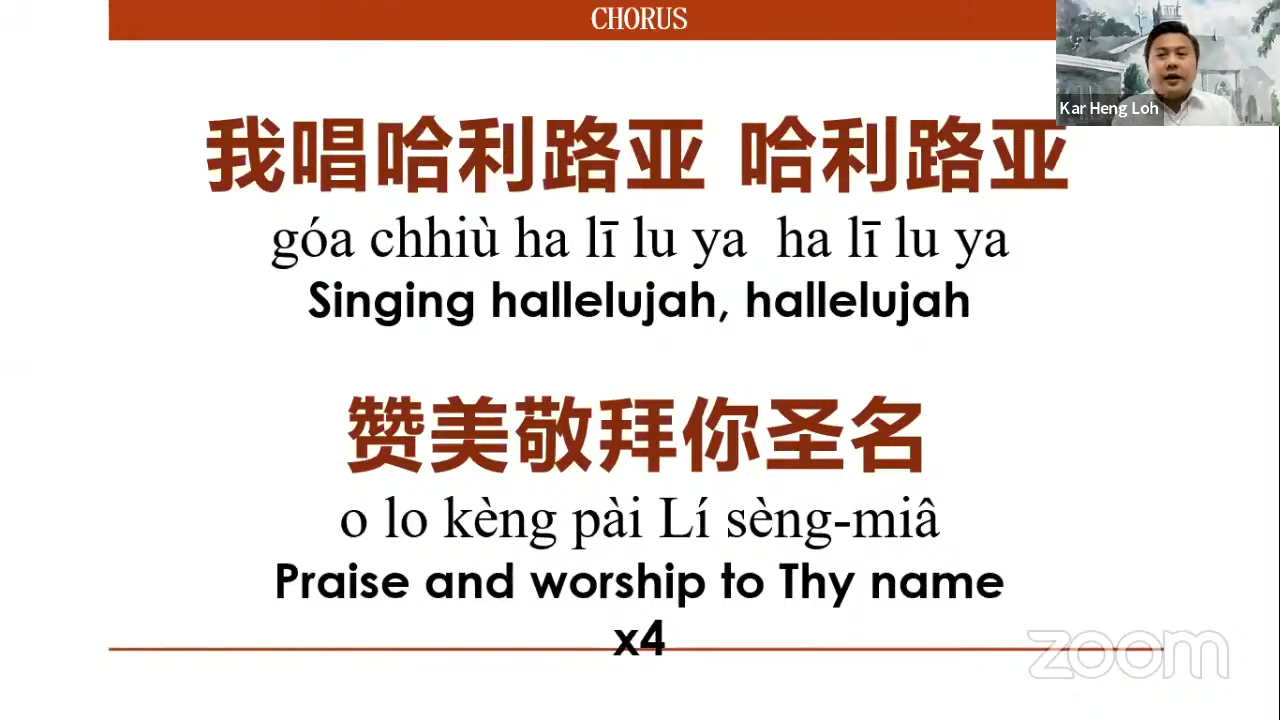 CHORUS
Kar Heng Loh
我唱哈利路亚 哈利路亚
góa chhiù ha lī lu ya ha lī lu ya
Singing hallelujah, hallelujah
赞美敬拜你圣名
o lo kèng pài Lí sèng-miâ
Praise and worship to Thy name
x4
zoom